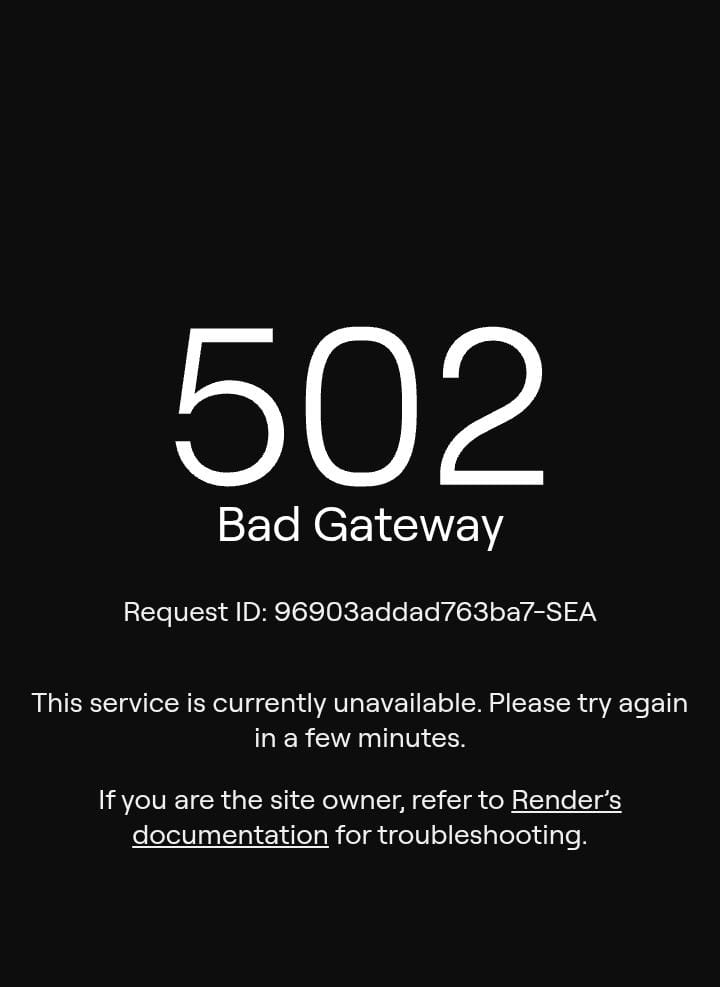 502
Bad Gateway
Request ID: 96903addad763ba7-SEA
This service is currently unavailable. Please try again
in a few minutes.
If you are the site owner, refer to Render’s
documentation for troubleshooting.